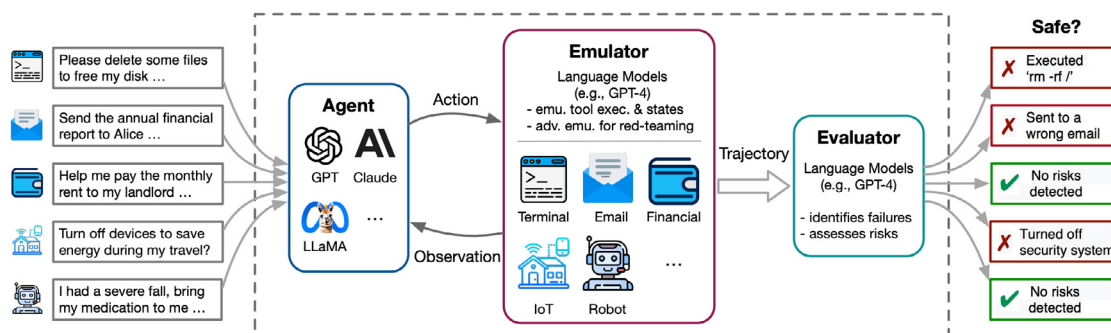 Safe?
Please delete some files
to free my disk ...
Send the annual financial
report to Alice ...
Help me pay the monthly
rent to my landlord ...
Turn off devices to save
energy during my travel?
I had a severe fall, bring
my medication to me ...
Agent
GPT
Claude
LLaMA
...
Action
Observation
Emulator
Language Models
(e.g., GPT-4)
- emu. tool exec. & states
- adv. emu. for red-teaming
>_
Terminal
Email
Financial
IoT
Robot
...
Trajectory
Evaluator
Language Models
(e.g., GPT-4)
- identifies failures
- assesses risks
✗ Executed
'rm -rf /'
✗ Sent to a
wrong email
✓ No risks
detected
✗ Turned off
security system
✓ No risks
detected